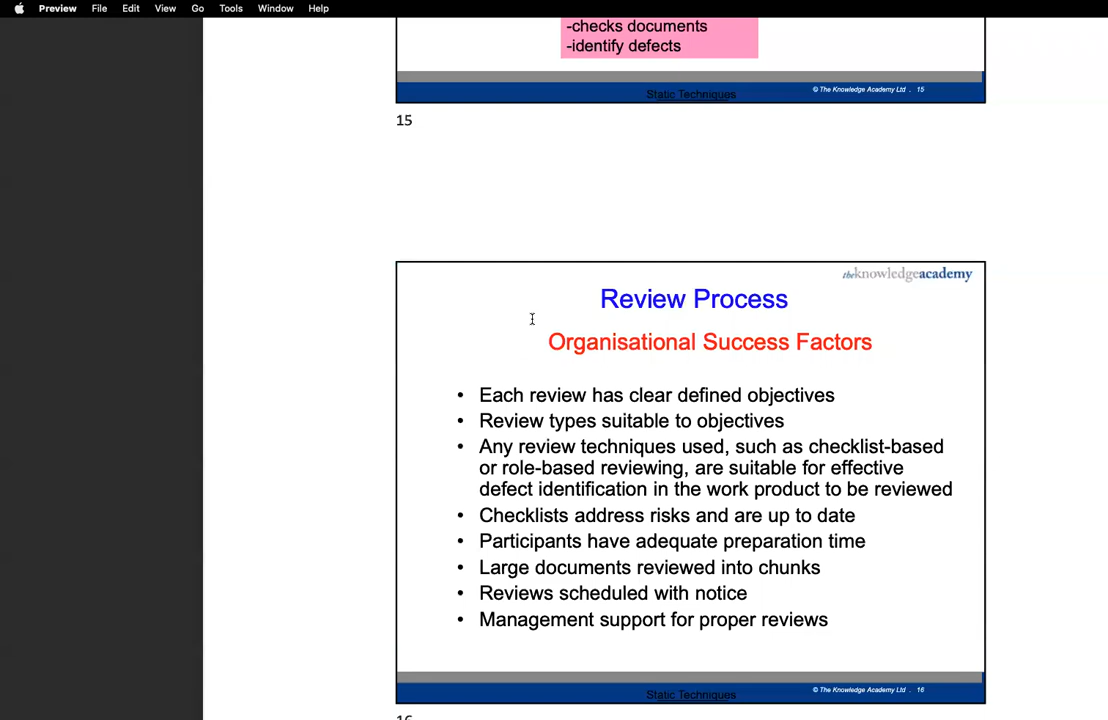 Preview File Edit View Go Tools Window Help
-checks documents
-identify defects
Static Techniques
© The Knowledge Academy Ltd . 15
15
theknowledgeacademy
Review Process
Organisational Success Factors
• Each review has clear defined objectives
• Review types suitable to objectives
• Any review techniques used, such as checklist-based
or role-based reviewing, are suitable for effective
defect identification in the work product to be reviewed
• Checklists address risks and are up to date
• Participants have adequate preparation time
• Large documents reviewed into chunks
• Reviews scheduled with notice
• Management support for proper reviews
Static Techniques
© The Knowledge Academy Ltd . 16
16